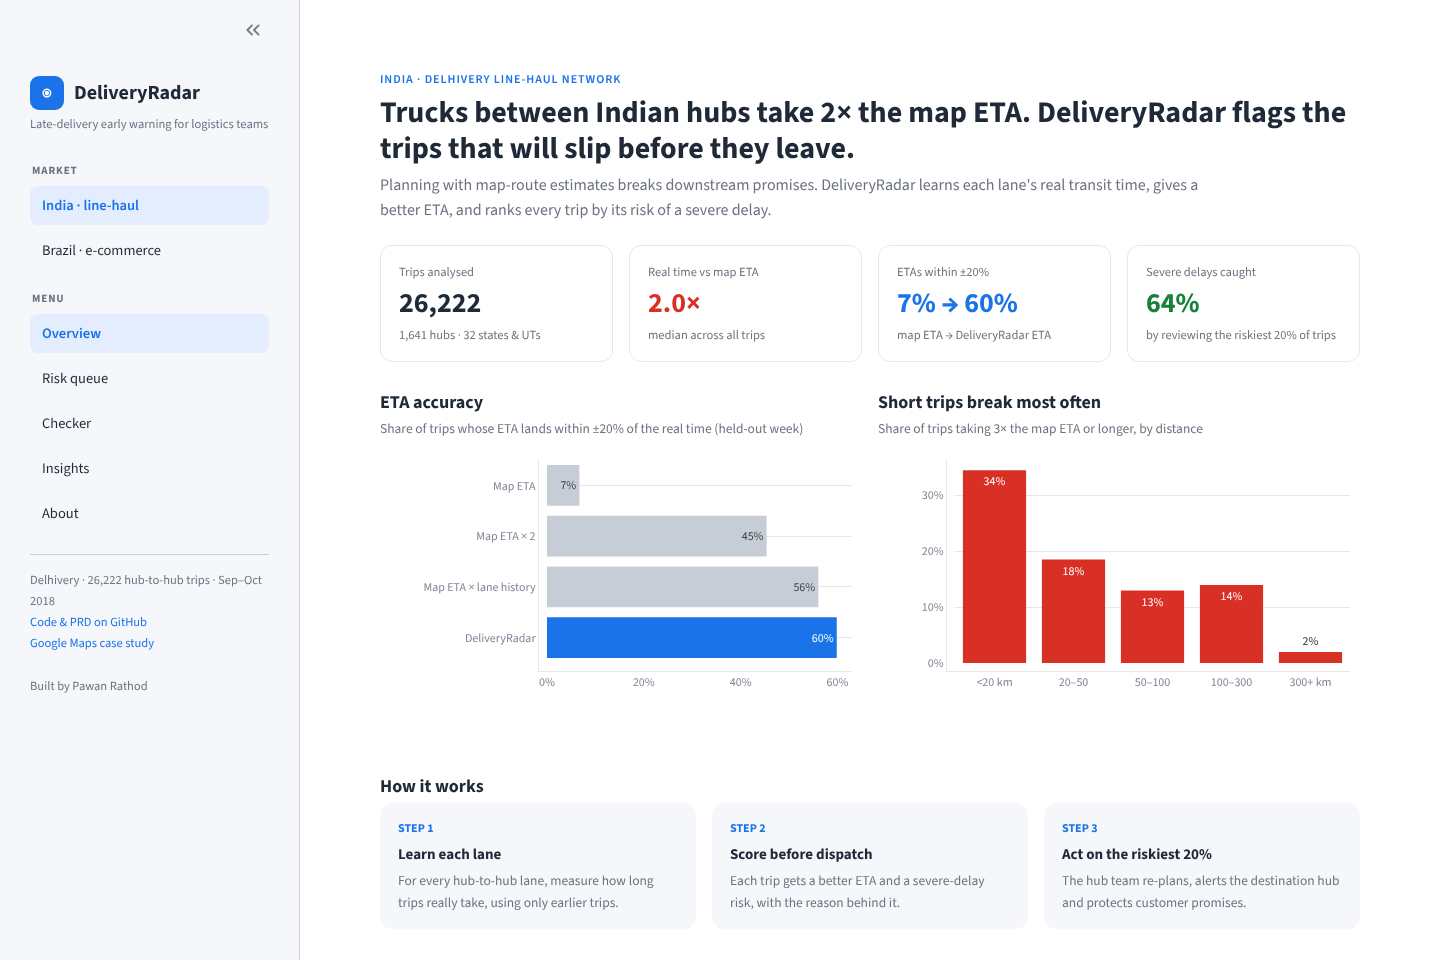 DeliveryRadar
Late-delivery early warning for logistics teams
MARKET
India · line-haul
Brazil · e-commerce
MENU
Overview
Risk queue
Checker
Insights
About
Delhivery · 26,222 hub-to-hub trips · Sep–Oct
2018
Code & PRD on GitHub
Google Maps case study
Built by Pawan Rathod
INDIA · DELHIVERY LINE-HAUL NETWORK
Trucks between Indian hubs take 2× the map ETA. DeliveryRadar flags the
trips that will slip before they leave.
Planning with map-route estimates breaks downstream promises. DeliveryRadar learns each lane's real transit time, gives a
better ETA, and ranks every trip by its risk of a severe delay.
Trips analysed
26,222
1,641 hubs · 32 states & UTs
Real time vs map ETA
2.0×
median across all trips
ETAs within ±20%
7% → 60%
map ETA → DeliveryRadar ETA
Severe delays caught
64%
by reviewing the riskiest 20% of trips
ETA accuracy
Share of trips whose ETA lands within ±20% of the real time (held-out week)
Map ETA
7%
Map ETA × 2
45%
Map ETA × lane history
56%
DeliveryRadar
60%
0%
20%
40%
60%
Short trips break most often
Share of trips taking 3× the map ETA or longer, by distance
30%
20%
10%
0%
34%
18%
13%
14%
2%
<20 km
20–50
50–100
100–300
300+ km
How it works
STEP 1
Learn each lane
For every hub-to-hub lane, measure how long
trips really take, using only earlier trips.
STEP 2
Score before dispatch
Each trip gets a better ETA and a severe-delay
risk, with the reason behind it.
STEP 3
Act on the riskiest 20%
The hub team re-plans, alerts the destination hub
and protects customer promises.